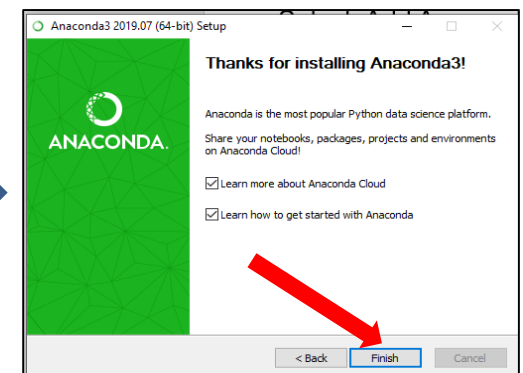 Anaconda3 2019.07 (64-bit) Setup
Thanks for installing Anaconda3!
Anaconda is the most popular Python data science platform.
Share your notebooks, packages, projects and environments
on Anaconda Cloud!
ANACONDA.
Learn more about Anaconda Cloud
Learn how to get started with Anaconda
< Back
Finish
Cancel